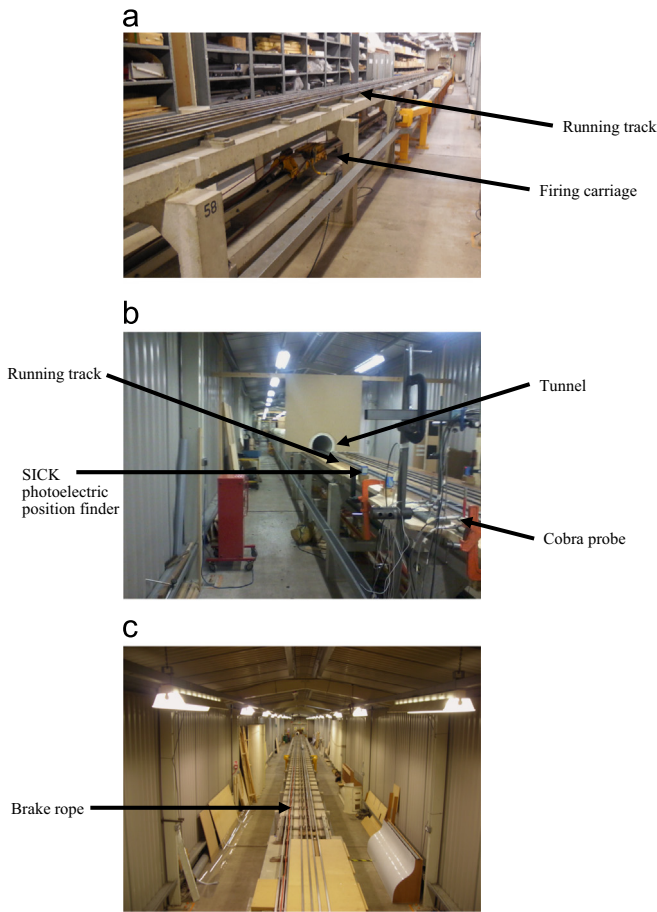 a
Running track
Firing carriage
58
b
Running track
Tunnel
SICK
photoelectric
position finder
Cobra probe
c
Brake rope